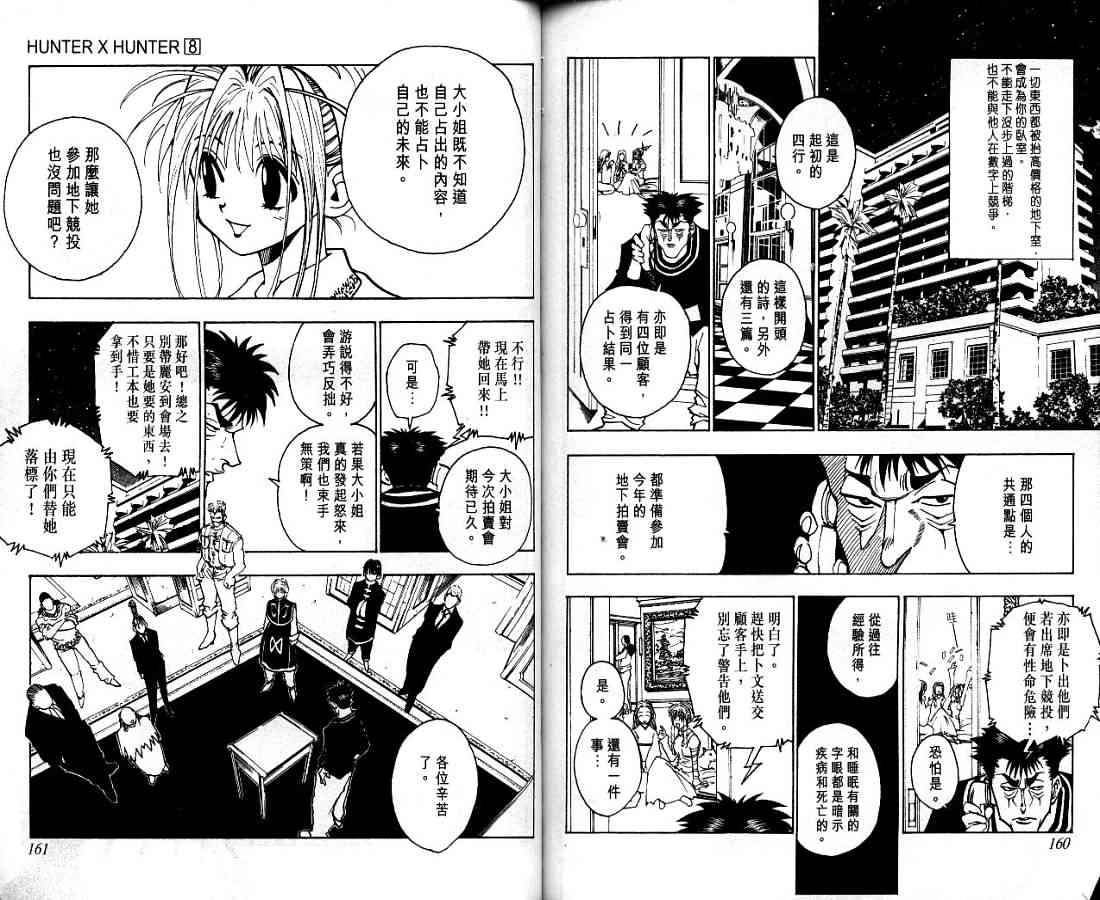 一切東西都被抬高價格的地下室，
會成為你的臥室。
不能走下沒步上過的階梯，
也不能與他人在數字上競爭。
這是
起初的
四行。
這樣開頭
的詩，另外
還有三篇。
亦即是
有四位顧客，
得到同一
占卜結果。
那四個人的
共通點是…
都準備參加
今年的
地下拍賣會。
亦即是卜出他們
若出席地下競投，
便會有性命危險…
哇
恐怕是。
從過往
經驗所得，
和睡眠有關的
字眼都是暗示
疾病和死亡的。
明白了。
趕快把卜文送交
顧客手上，
別忘了警告他們。
是。
還有一件
事…
160
HUNTER X HUNTER 8
大小姐既不知道
自己占出的內容，
也不能占卜
自己的未來。
那麼讓她
參加地下競投
也沒問題吧？
不行!!
現在馬上
帶她回來!!
可是…
大小姐對
今次拍賣會
期待已久。
游說得不好，
會弄巧反拙。
若果大小姐
真的發起怒來，
我們也束手
無策啊！
那好吧！總之
別帶麗安到會場去！
只要是她要的東西，
不惜工本也要
拿到手！
現在只能
由你們替她
落標了！
各位辛苦
了。
161